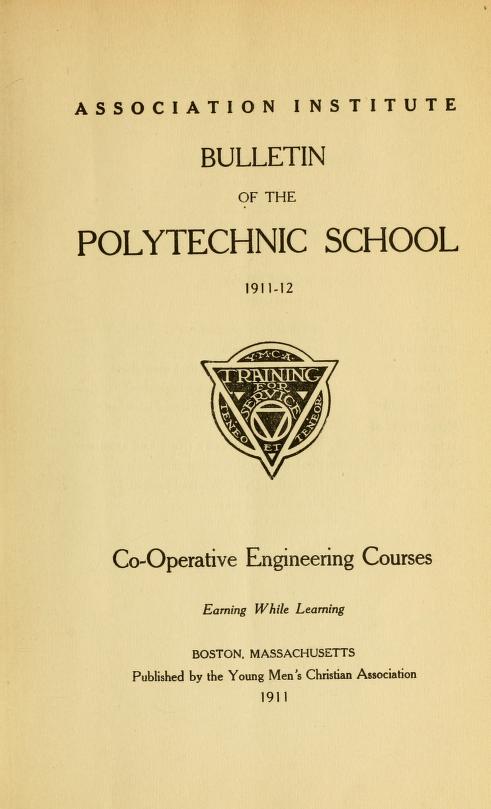 ASSOCIATION INSTITUTE
BULLETIN
OF THE
POLYTECHNIC SCHOOL
1911-12
Y·M·C·A·
TRAINING
FOR
SERVICE
TENEO
ET
TENEOR
Co-Operative Engineering Courses
Earning While Learning
BOSTON, MASSACHUSETTS
Published by the Young Men's Christian Association
1911